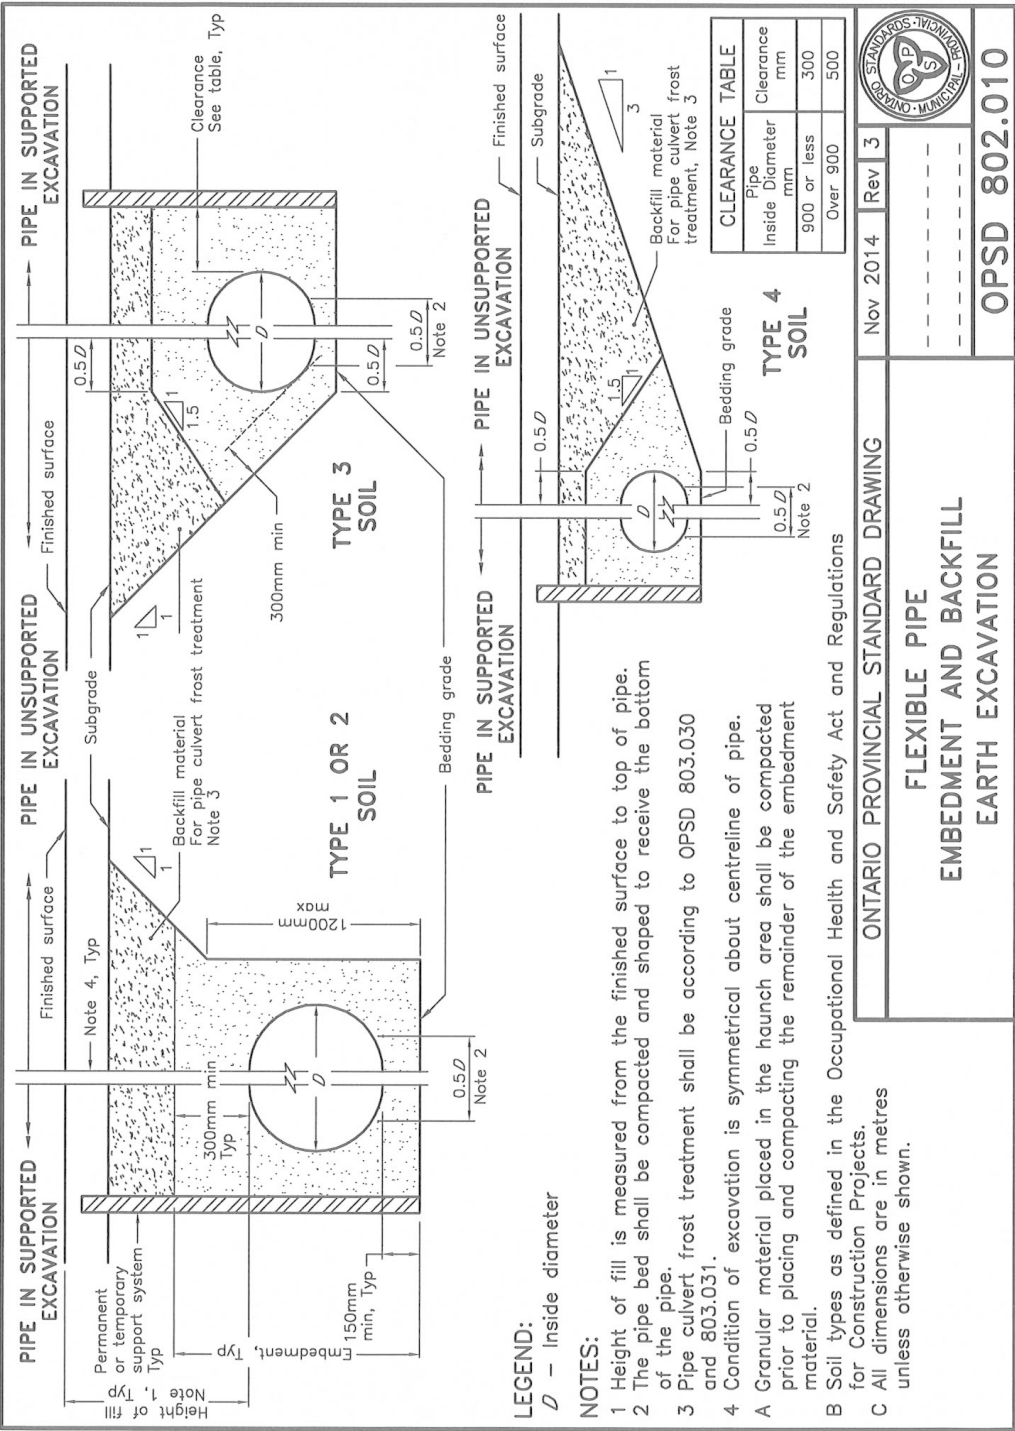 PIPE IN SUPPORTED
EXCAVATION
PIPE IN UNSUPPORTED
EXCAVATION
PIPE IN SUPPORTED
EXCAVATION
Finished surface
Finished surface
Note 4, Typ
Subgrade
Clearance
See table, Typ
Permanent
or temporary
support system
Typ
Height of fill
Note 1, Typ
Embedment, Typ
150mm
min, Typ
300mm min
Typ
D
0.5D
Note 2
1200mm
max
1
1
Backfill material
For pipe culvert frost treatment
Note 3
TYPE 1 OR 2
SOIL
Bedding grade
1
1
300mm min
TYPE 3
SOIL
1
1.5
0.5D
0.5D
D
0.5D
Note 2
PIPE IN SUPPORTED
EXCAVATION
PIPE IN UNSUPPORTED
EXCAVATION
Finished surface
Subgrade
0.5D
1
1.5
1
3
D
Backfill material
For pipe culvert frost
treatment, Note 3
Bedding grade
0.5D
0.5D
Note 2
TYPE 4
SOIL
CLEARANCE TABLE
Pipe
Inside Diameter
mm
Clearance
mm
900 or less 300
Over 900 500
LEGEND:
D – Inside diameter
NOTES:
1 Height of fill is measured from the finished surface to top of pipe.
2 The pipe bed shall be compacted and shaped to receive the bottom
of the pipe.
3 Pipe culvert frost treatment shall be according to OPSD 803.030
and 803.031.
4 Condition of excavation is symmetrical about centreline of pipe.
A Granular material placed in the haunch area shall be compacted
prior to placing and compacting the remainder of the embedment
material.
B Soil types as defined in the Occupational Health and Safety Act and Regulations
for Construction Projects.
C All dimensions are in metres
unless otherwise shown.
ONTARIO PROVINCIAL STANDARD DRAWING
Nov 2014 Rev 3
FLEXIBLE PIPE
EMBEDMENT AND BACKFILL
EARTH EXCAVATION
OPSD 802.010
ONTARIO STANDARDS
MUNICIPAL – PROVINCIAL
O P S